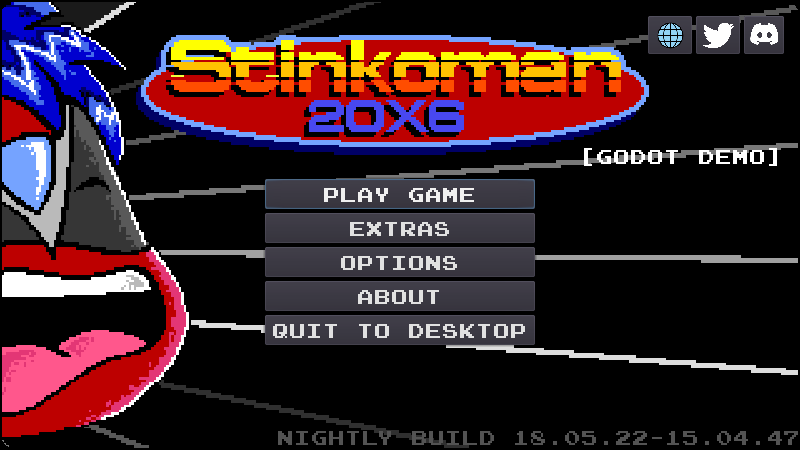 Stinkoman
20X6
[GODOT DEMO]
PLAY GAME
EXTRAS
OPTIONS
ABOUT
QUIT TO DESKTOP
NIGHTLY BUILD 18.05.22-15.04.47